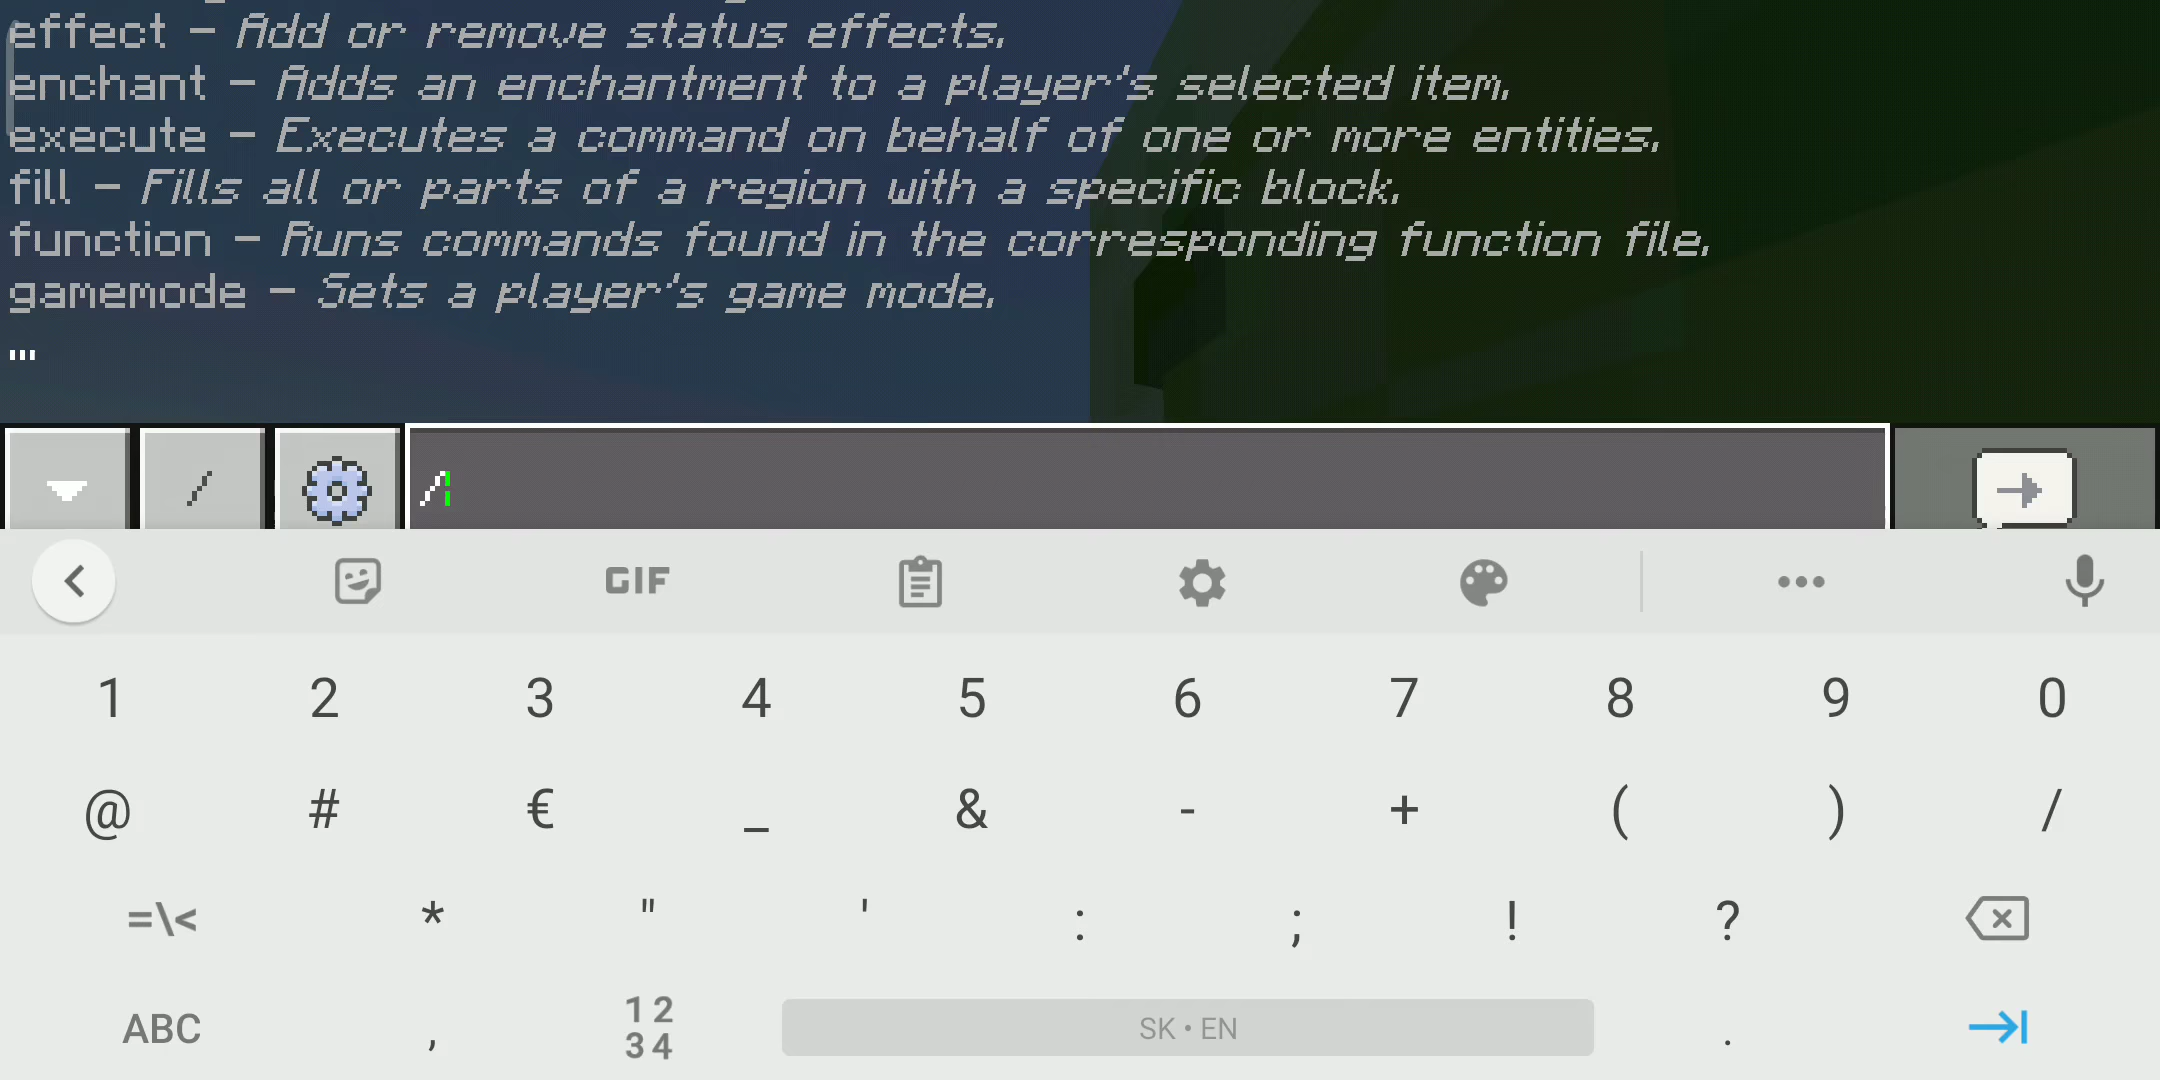 effect - Add or remove status effects.
enchant - Adds an enchantment to a player's selected item.
execute - Executes a command on behalf of one or more entities.
fill - Fills all or parts of a region with a specific block.
function - Runs commands found in the corresponding function file.
gamemode - Sets a player's game mode.
...
/ /
GIF
1 2 3 4 5 6 7 8 9 0
@ # € _ & - + ( ) /
=\< * " ' : ; ! ?
ABC , 12 34 SK • EN .